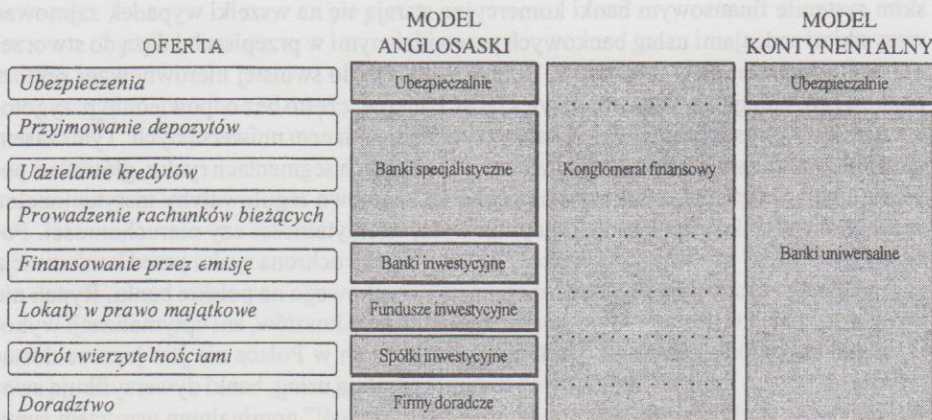 OFERTA
MODEL
ANGLOSASKI
MODEL
KONTYNENTALNY
Ubezpieczenia
Ubezpieczalnie
Ubezpieczalnie
Przyjmowanie depozytów
Udzielanie kredytów
Banki specjalistyczne
Konglomerat finansowy
Prowadzenie rachunków bieżących
Finansowanie przez emisję
Banki inwestycyjne
Banki uniwersalne
Lokaty w prawo majątkowe
Fundusze inwestycyjne
Obrót wierzytelnościami
Spółki inwestycyjne
Doradztwo
Firmy doradcze